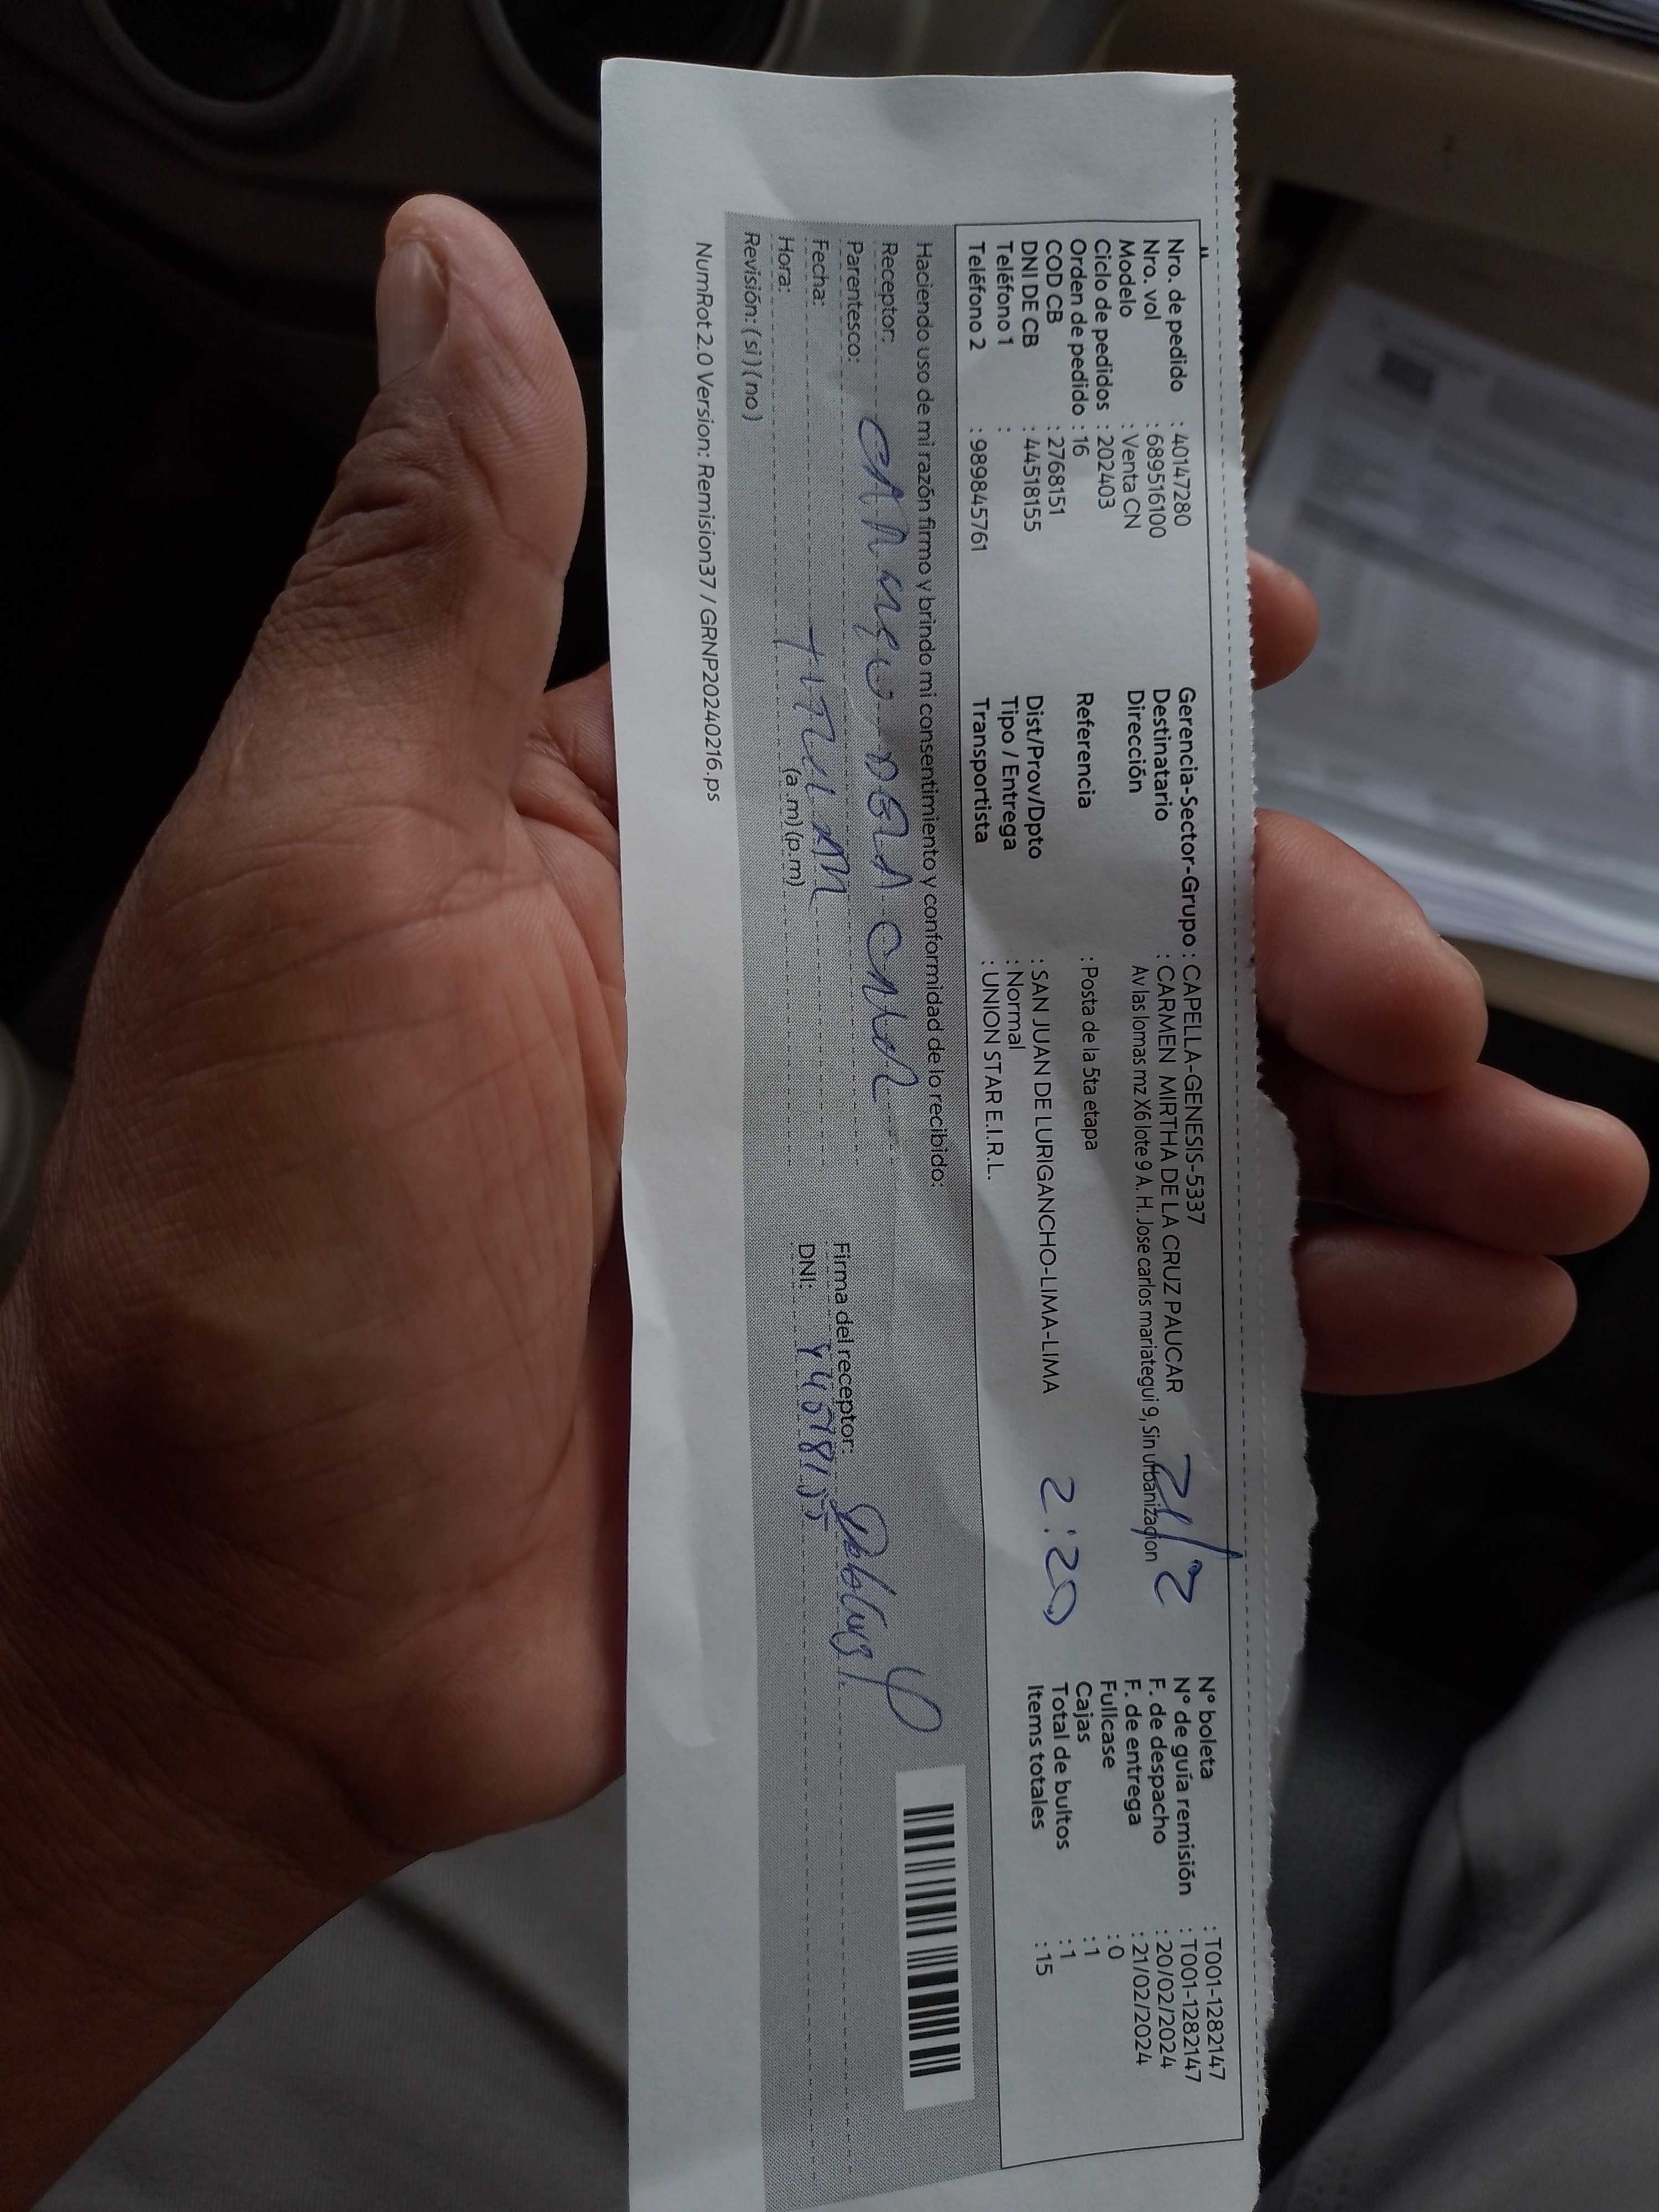 Nro. de pedido : 40147280
Nro. vol : 689516100
Modelo : Venta CN
Ciclo de pedidos : 202403
Orden de pedido : 16
COD CB : 2768151
DNI DE CB : 44518155
Teléfono 1 :
Teléfono 2 : 989845761
Gerencia-Sector-Grupo : CAPELLA-GENESIS-5337
Destinatario : CARMEN MIRTHA DE LA CRUZ PAUCAR
Dirección Av las lomas mz X6 lote 9 A. H. Jose carlos mariategui 9, Sin urbanizacion
Referencia : Posta de la 5ta etapa
Dist/Prov/Dpto : SAN JUAN DE LURIGANCHO-LIMA-LIMA
Tipo / Entrega : Normal
Transportista : UNION STAR E.I.R.L.
21/2
2:20
N° boleta : T001-1282147
N° de guía remisión : T001-1282147
F. de despacho : 20/02/2024
F. de entrega : 21/02/2024
Fullcase : 0
Cajas : 1
Total de bultos : 1
Items totales : 15
Haciendo uso de mi razón firmo y brindo mi consentimiento y conformidad de lo recibido:
Receptor:
Parentesco:
Fecha:
Hora: (a .m) (p.m)
Revisión: ( si ) ( no )
Firma del receptor:
DNI:
NumRot 2.0 Version: Remision37 / GRNP20240216.ps